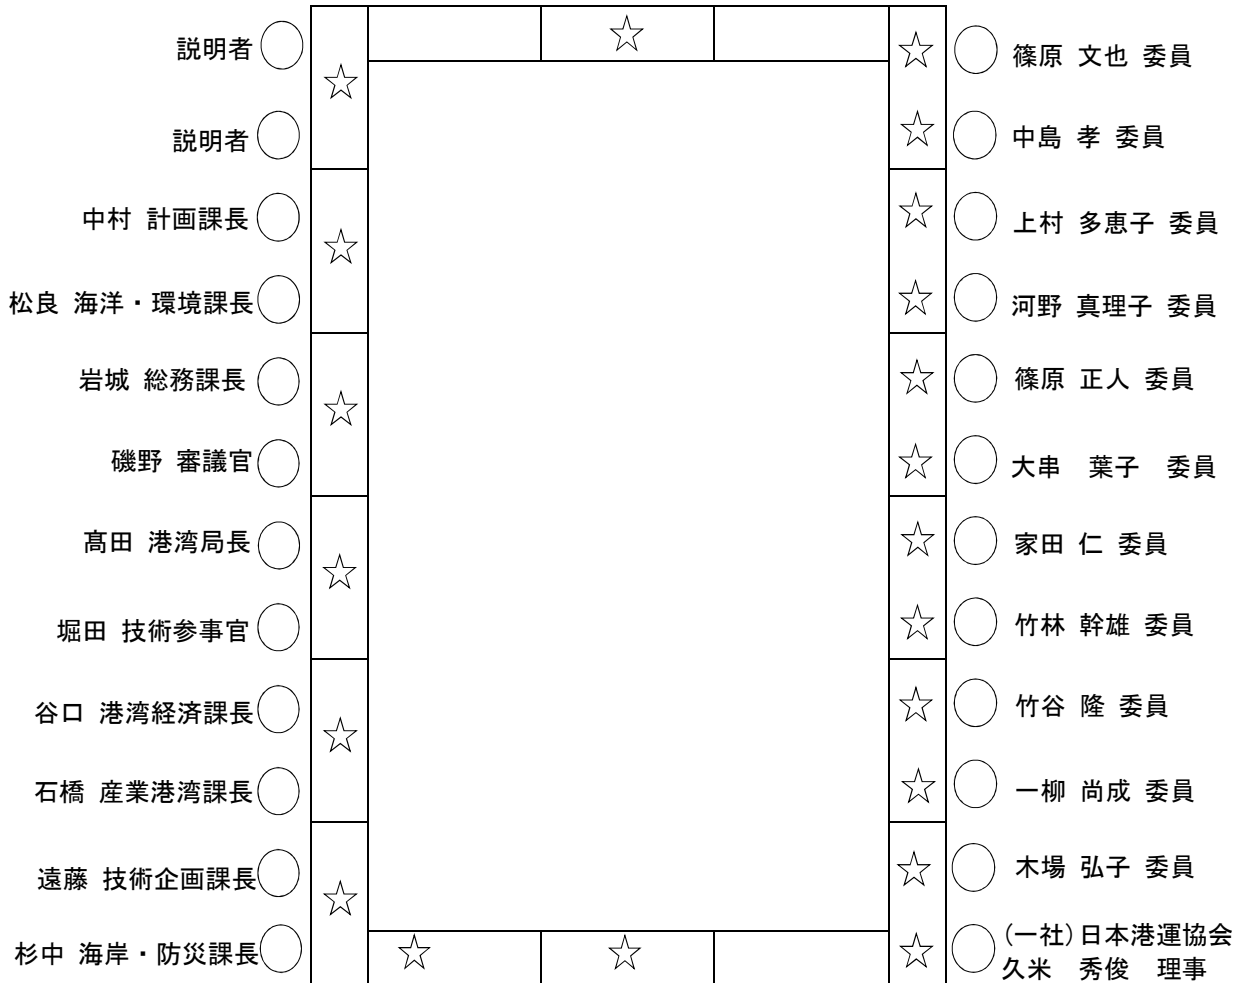 説明者
説明者
中村 計画課長
松良 海洋・環境課長
岩城 総務課長
磯野 審議官
髙田 港湾局長
堀田 技術参事官
谷口 港湾経済課長
石橋 産業港湾課長
遠藤 技術企画課長
杉中 海岸・防災課長
☆
☆
☆
☆
☆
☆
☆
☆ ☆
☆
☆
☆
☆
☆
☆
☆
☆
☆
☆
☆
☆
篠原 文也 委員
中島 孝 委員
上村 多恵子 委員
河野 真理子 委員
篠原 正人 委員
大串 葉子 委員
家田 仁 委員
竹林 幹雄 委員
竹谷 隆 委員
一柳 尚成 委員
木場 弘子 委員
(一社)日本港運協会
久米 秀俊 理事